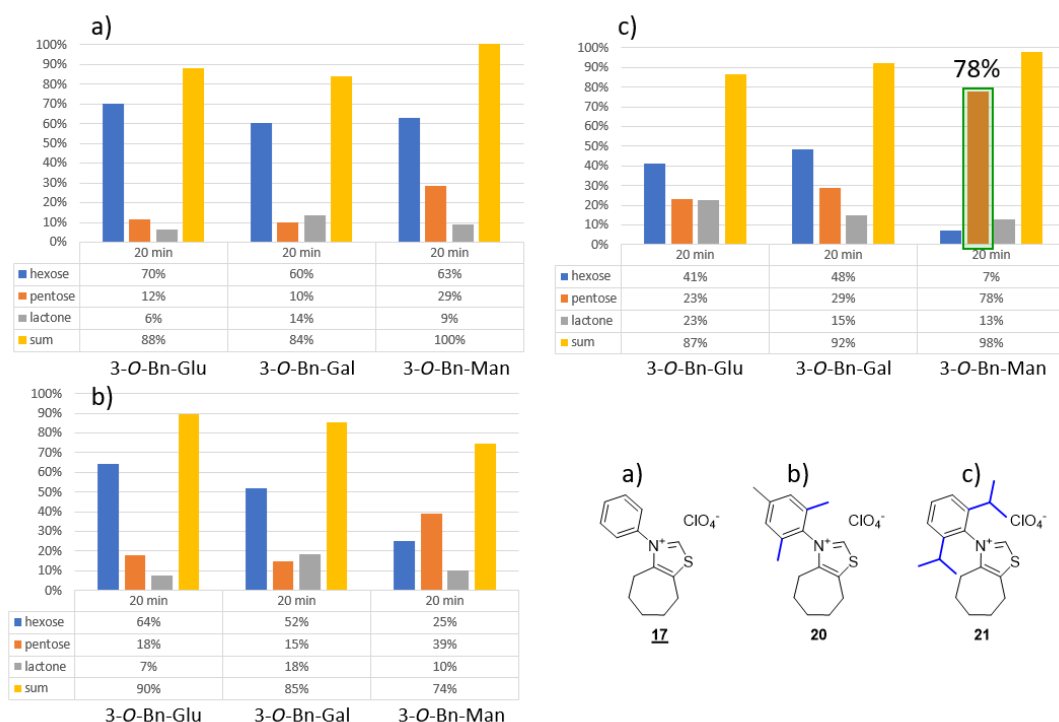 a)
100%
90%
80%
70%
60%
50%
40%
30%
20%
10%
0%
20 min 20 min 20 min
hexose 70% 60% 63%
pentose 12% 10% 29%
lactone 6% 14% 9%
sum 88% 84% 100%
3-O-Bn-Glu 3-O-Bn-Gal 3-O-Bn-Man
c)
78%
100%
90%
80%
70%
60%
50%
40%
30%
20%
10%
0%
20 min 20 min 20 min
hexose 41% 48% 7%
pentose 23% 29% 78%
lactone 23% 15% 13%
sum 87% 92% 98%
3-O-Bn-Glu 3-O-Bn-Gal 3-O-Bn-Man
b)
100%
90%
80%
70%
60%
50%
40%
30%
20%
10%
0%
20 min 20 min 20 min
hexose 64% 52% 25%
pentose 18% 15% 39%
lactone 7% 18% 10%
sum 90% 85% 74%
3-O-Bn-Glu 3-O-Bn-Gal 3-O-Bn-Man
a) b) c)
ClO4- ClO4- ClO4-
N+ N+ N+
S S S
17 20 21